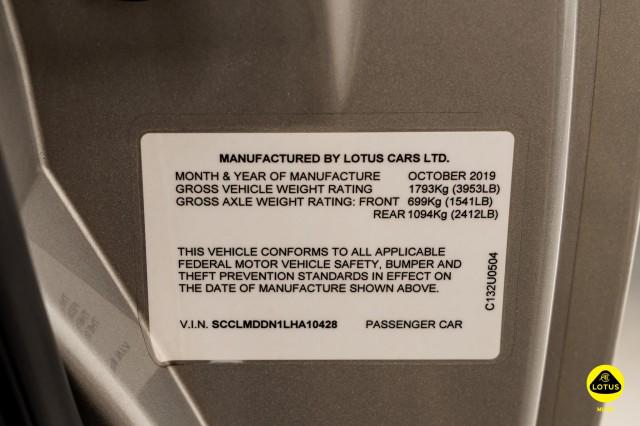 MANUFACTURED BY LOTUS CARS LTD.
MONTH & YEAR OF MANUFACTURE OCTOBER 2019
GROSS VEHICLE WEIGHT RATING 1793Kg (3953LB)
GROSS AXLE WEIGHT RATING: FRONT 699Kg (1541LB)
REAR 1094Kg (2412LB)
THIS VEHICLE CONFORMS TO ALL APPLICABLE
FEDERAL MOTOR VEHICLE SAFETY, BUMPER AND
THEFT PREVENTION STANDARDS IN EFFECT ON
THE DATE OF MANUFACTURE SHOWN ABOVE.
C132U0504
V.I.N. SCCLMDDN1LHA10428 PASSENGER CAR
LOTUS